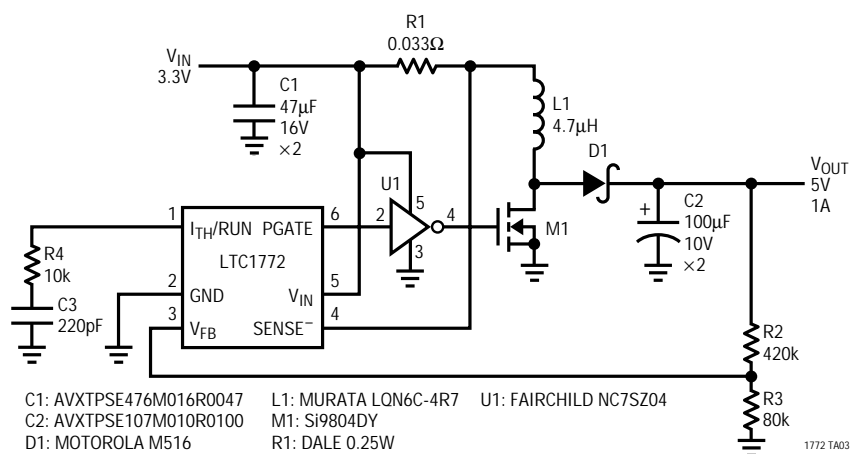 R1
0.033Ω
VIN
3.3V
C1
47µF
16V
×2
L1
4.7µH
D1
VOUT
5V
1A
U1
5
2
4
3
C2
+
100µF
10V
×2
M1
1
ITH/RUN PGATE
6
R4
10k
LTC1772
2
GND
5
VIN
C3
220pF
3
VFB
SENSE–
4
R2
420k
R3
80k
C1: AVXTPSE476M016R0047 L1: MURATA LQN6C-4R7 U1: FAIRCHILD NC7SZ04
C2: AVXTPSE107M010R0100 M1: Si9804DY
D1: MOTOROLA M516 R1: DALE 0.25W
1772 TA03